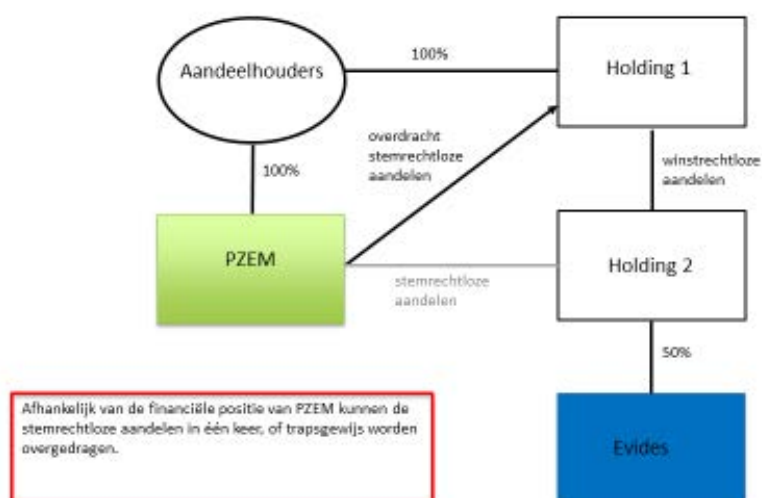 Aandeelhouders
100%
Holding 1
overdracht
stemrechtloze
aandelen
100%
winstrechtloze
aandelen
PZEM
stemrechtloze
aandelen
Holding 2
50%
Afhankelijk van de financiële positie van PZEM kunnen de
stemrechtloze aandelen in één keer, of trapsgewijs worden
overgedragen.
Evides